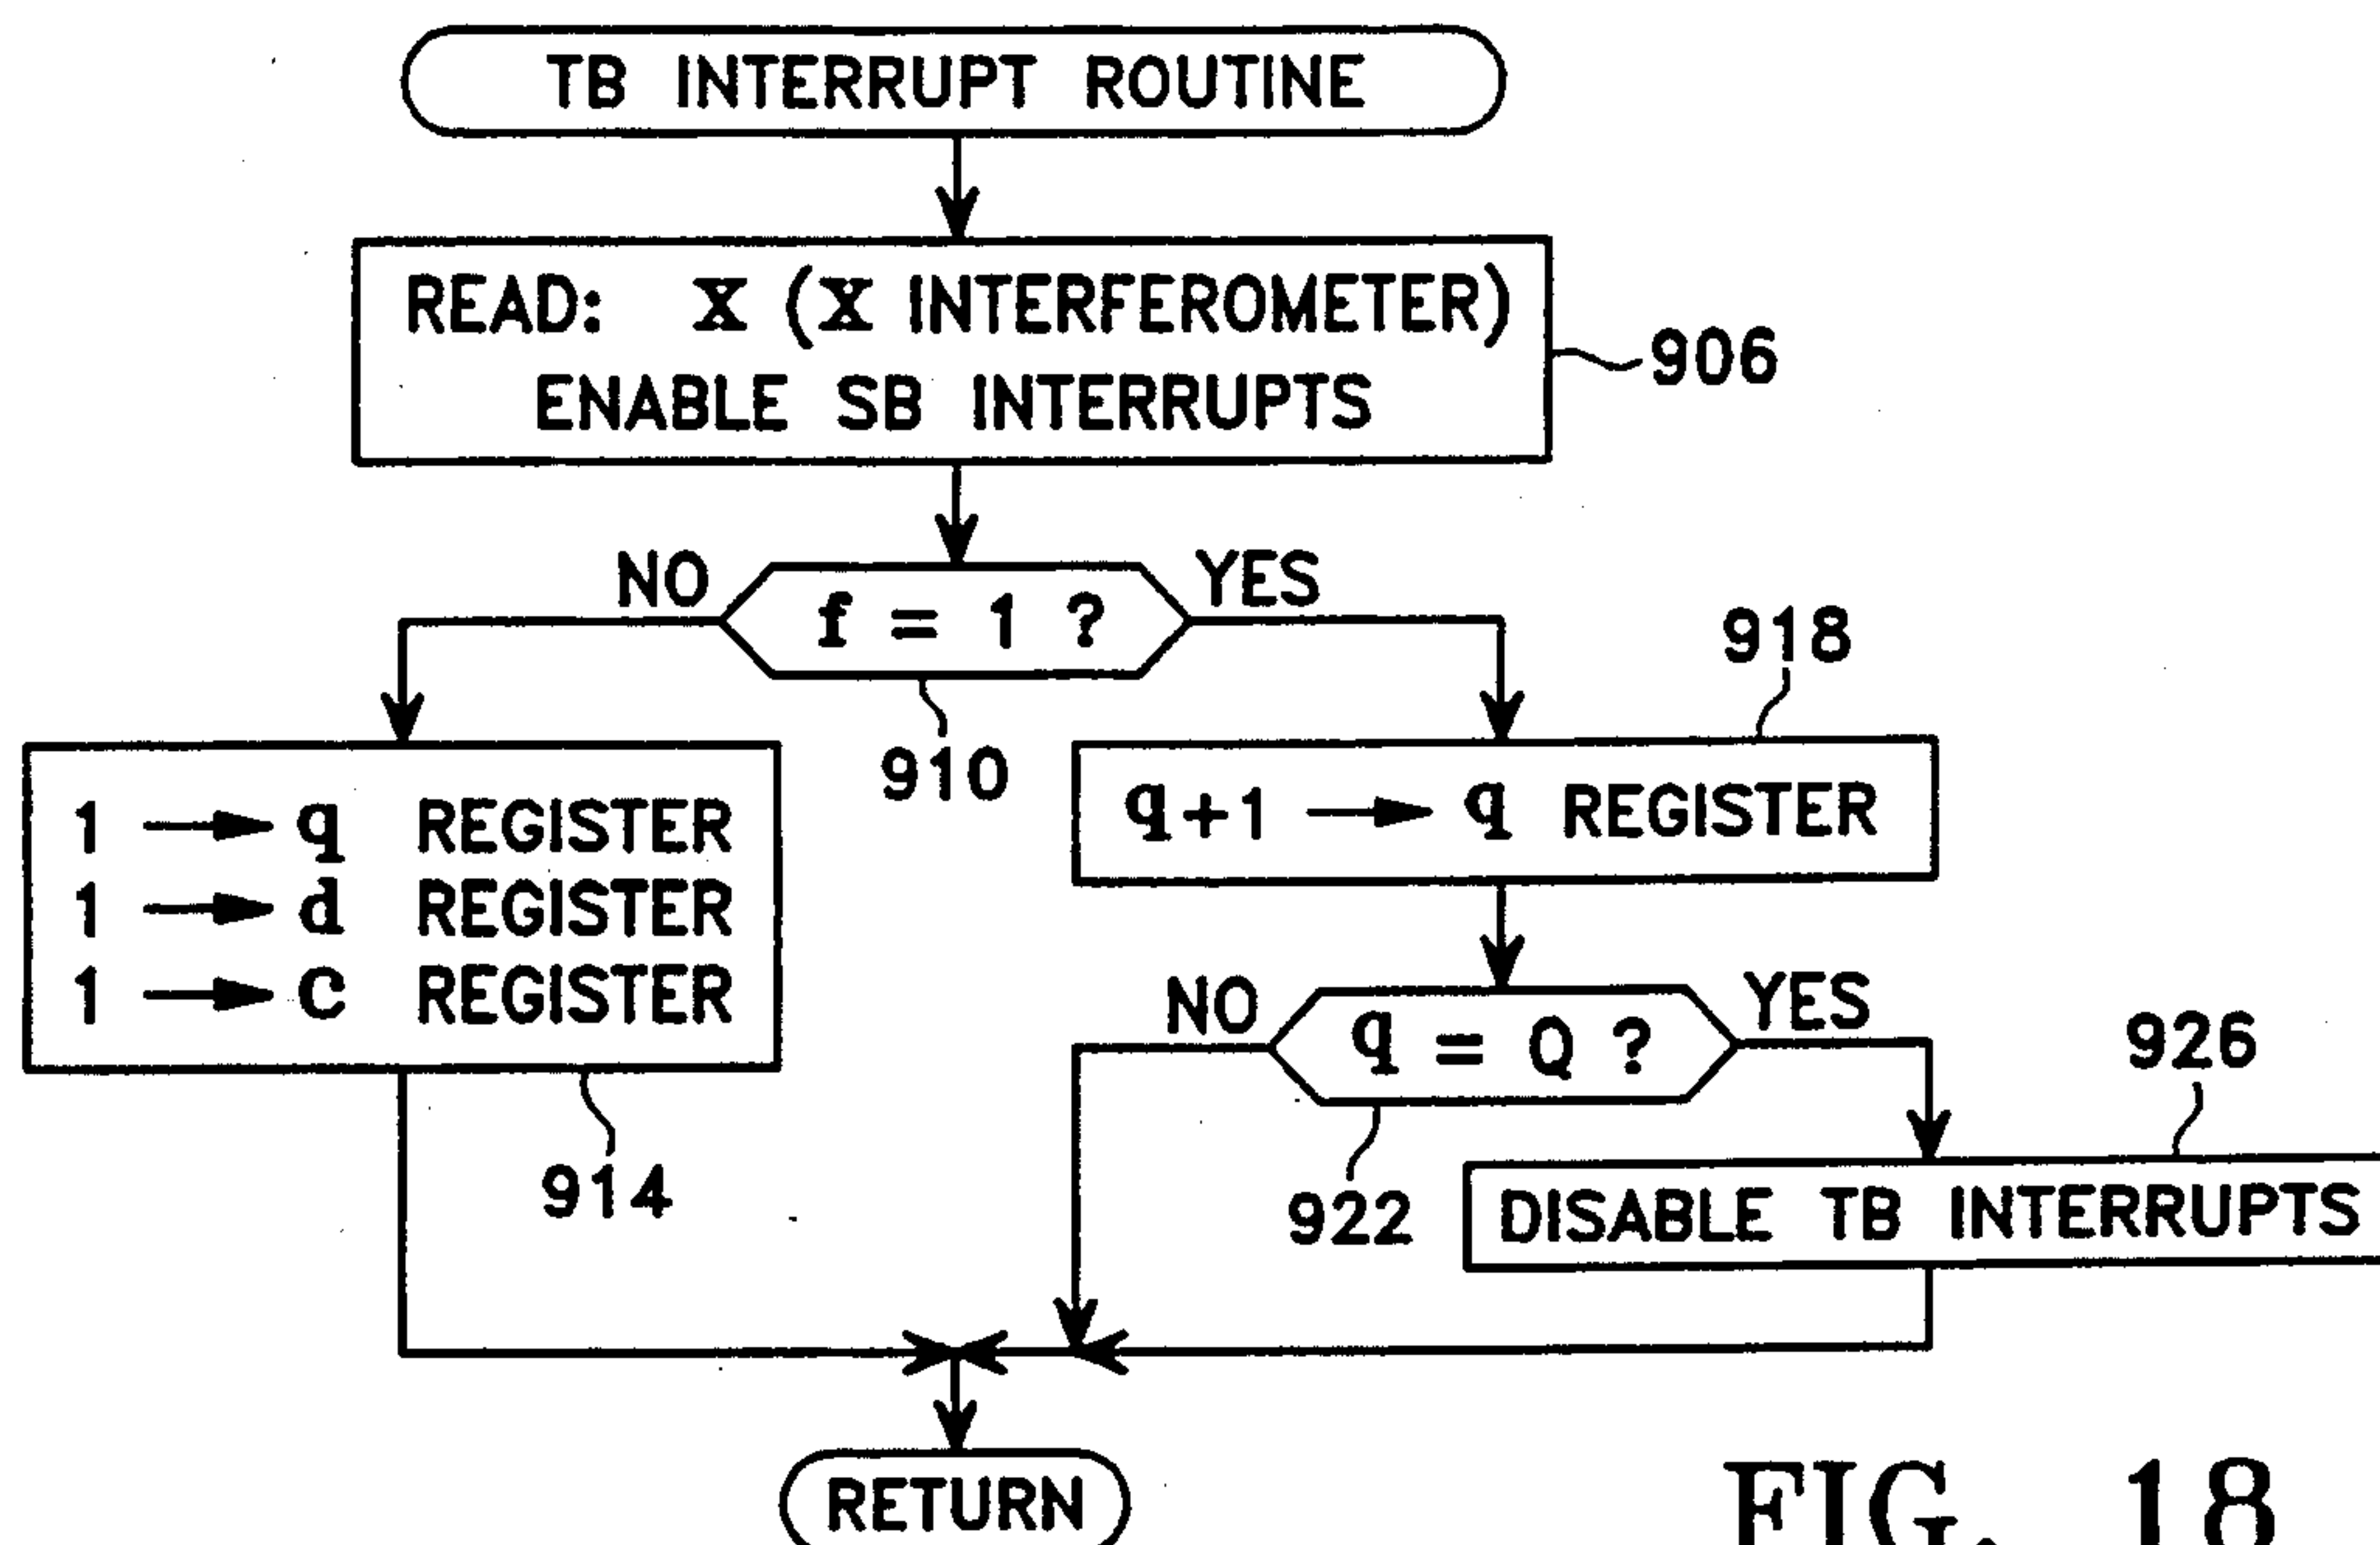 TB INTERRUPT ROUTINE
READ: X (X INTERFEROMETER)
ENABLE SB INTERRUPTS
906
NO
f = 1 ?
YES
910
918
1 → q REGISTER
1 → d REGISTER
1 → C REGISTER
914
q+1 → q REGISTER
NO
q = Q ?
YES
922
926
DISABLE TB INTERRUPTS
RETURN
FIG. 18